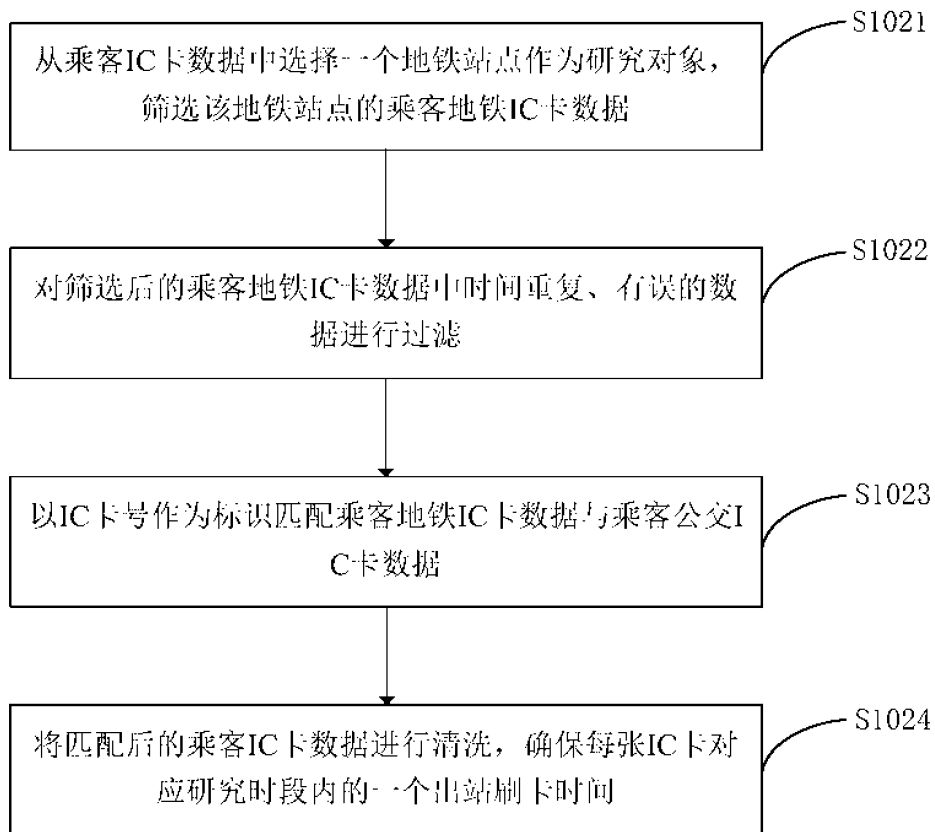 S1021
从乘客IC卡数据中选择一个地铁站点作为研究对象，
筛选该地铁站点的乘客地铁IC卡数据
S1022
对筛选后的乘客地铁IC卡数据中时间重复、有误的数
据进行过滤
S1023
以IC卡号作为标识匹配乘客地铁IC卡数据与乘客公交I
C卡数据
S1024
将匹配后的乘客IC卡数据进行清洗，确保每张IC卡对
应研究时段内的一个出站刷卡时间